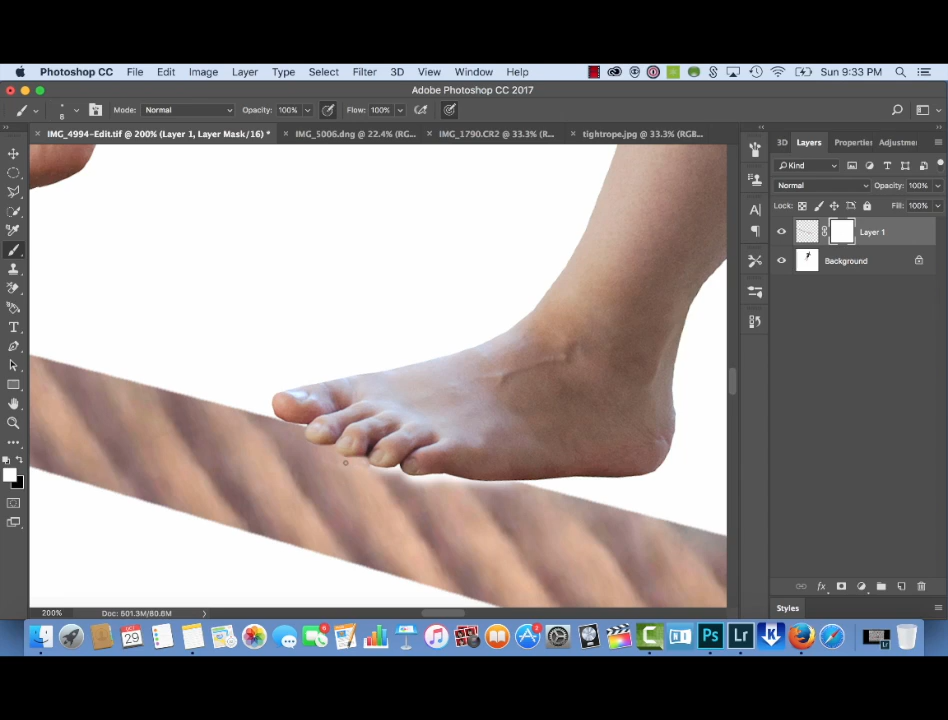 Photoshop CC File Edit Image Layer Type Select Filter 3D View Window Help Sun 9:33 PM
Adobe Photoshop CC 2017
8 Mode: Normal Opacity: 100% Flow: 100%
IMG_4994-Edit.tif @ 200% (Layer 1, Layer Mask/16) * IMG_5006.dng @ 22.4% (RG... IMG_1790.CR2 @ 33.3% (R... tightrope.jpg @ 33.3% (RGB...
3D Layers Properties Adjustme
Kind
Normal Opacity: 100%
Lock: Fill: 100%
Layer 1
Background
200% Doc: 801.3M/80.6M
Styles
OCT
29